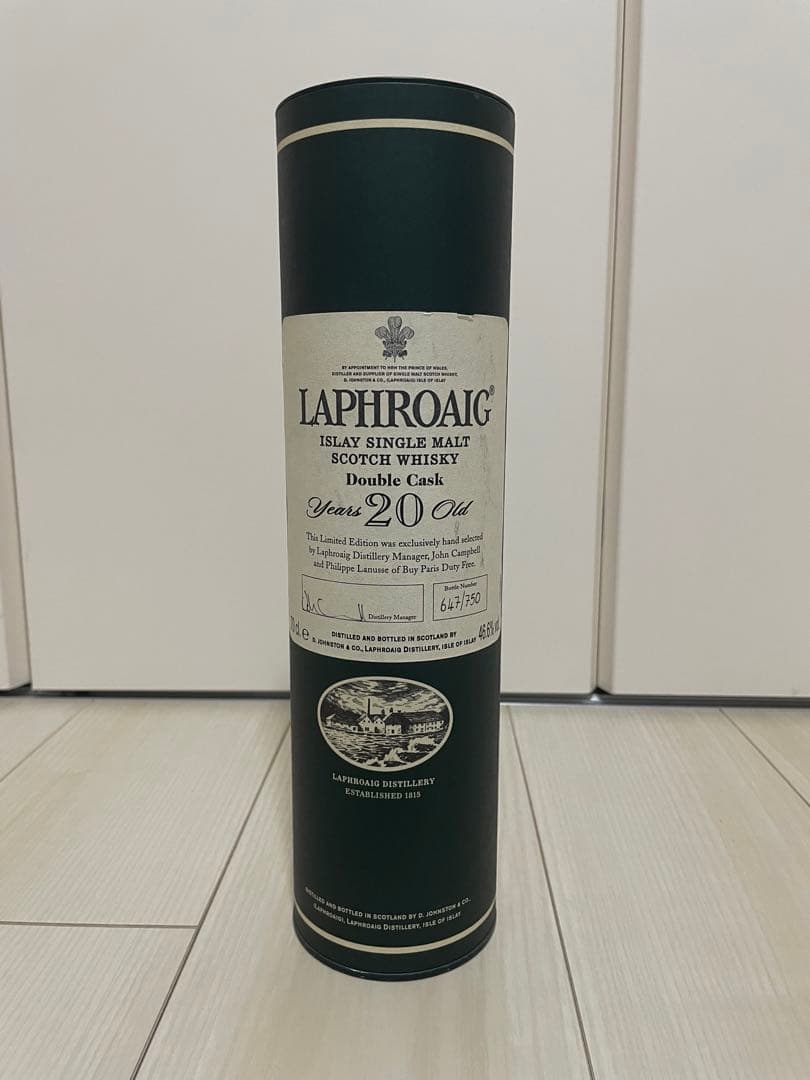 BY APPOINTMENT TO HRH THE PRINCE OF WALES,
DISTILLER AND SUPPLIER OF SINGLE MALT SCOTCH WHISKY,
D. JOHNSTON & CO., (LAPHROAIG) ISLE OF ISLAY
LAPHROAIG®
ISLAY SINGLE MALT
SCOTCH WHISKY
Double Cask
Years 20 Old
This Limited Edition was exclusively hand selected
by Laphroaig Distillery Manager, John Campbell
and Philippe Lanusse of Buy Paris Duty Free.
Distillery Manager
Bottle Number
647/750
cl e
DISTILLED AND BOTTLED IN SCOTLAND BY
D. JOHNSTON & CO., LAPHROAIG DISTILLERY, ISLE OF ISLAY
46.6%
LAPHROAIG DISTILLERY
ESTABLISHED 1815
DISTILLED AND BOTTLED IN SCOTLAND BY D. JOHNSTON & CO.,
(LAPHROAIG), LAPHROAIG DISTILLERY, ISLE OF ISLAY